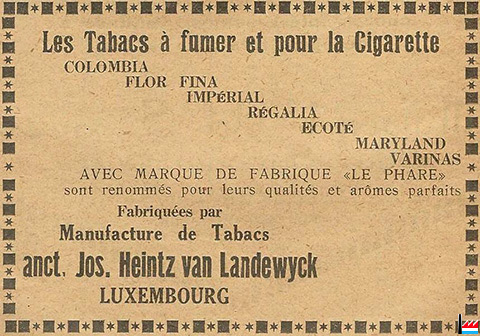 Les Tabacs à fumer et pour la Cigarette
COLOMBIA
FLOR FINA
IMPÉRIAL
RÉGALIA
ECOTÉ
MARYLAND
VARINAS
AVEC MARQUE DE FABRIQUE «LE PHARE»
sont renommés pour leurs qualités et arômes parfaits
Fabriquées par
Manufacture de Tabacs
anct. Jos. Heintz van Landewyck
LUXEMBOURG